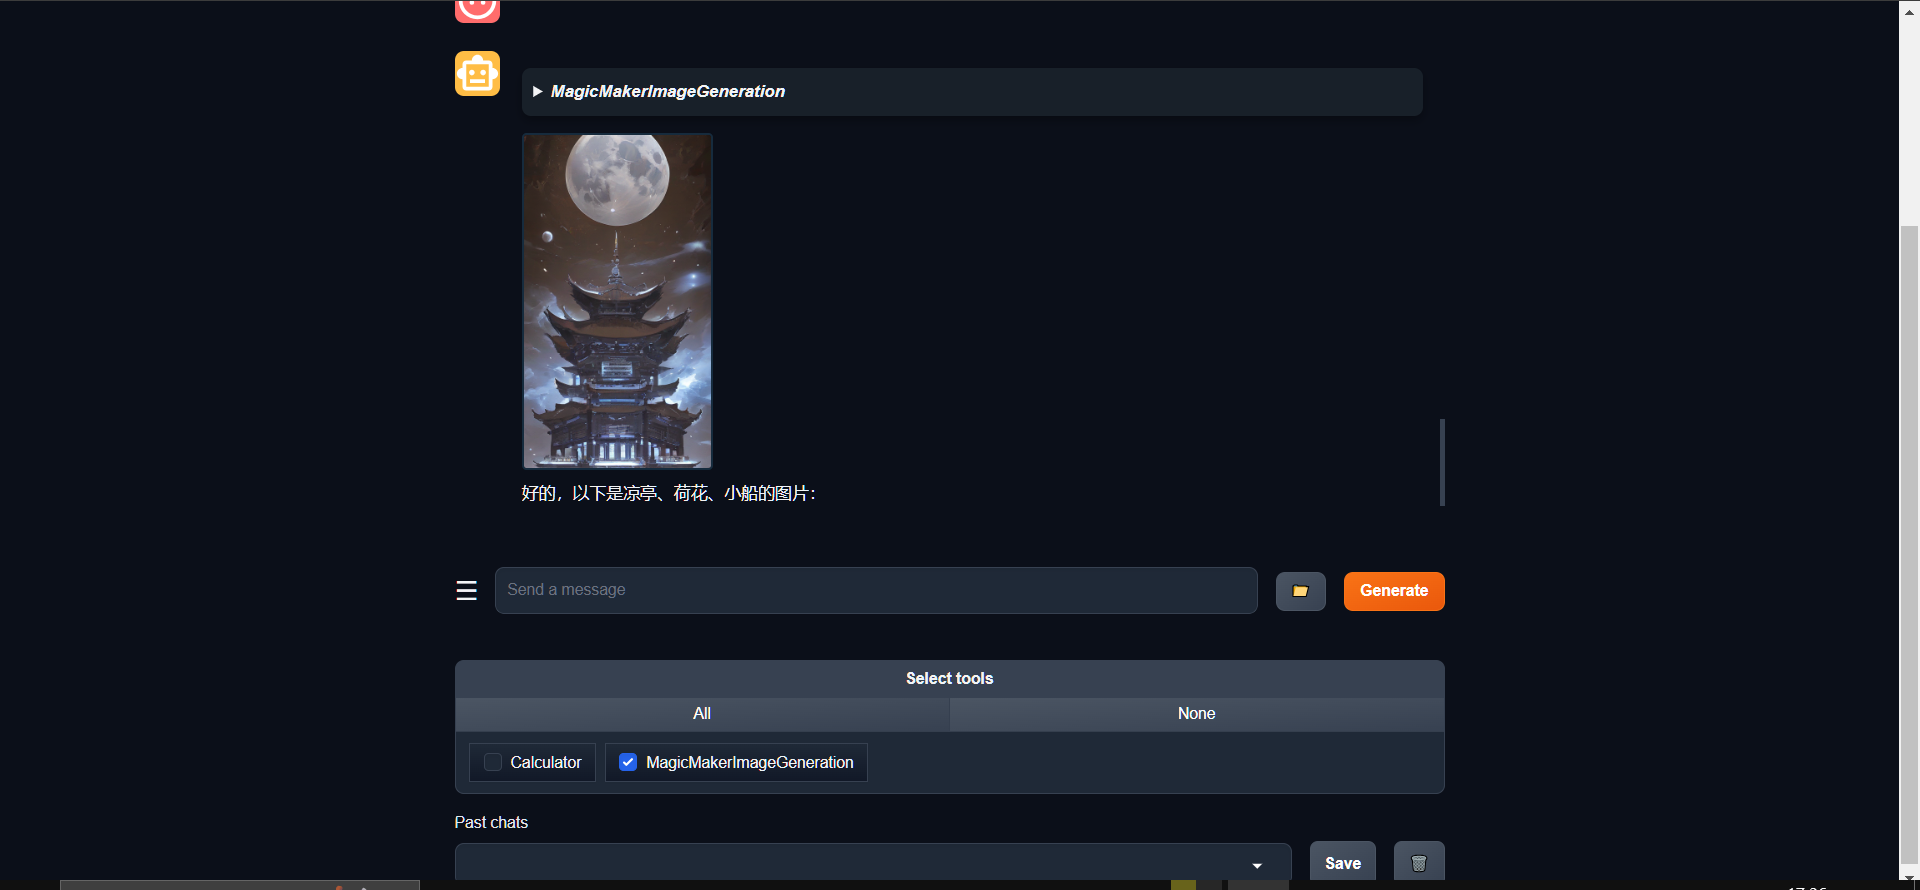 MagicMakerImageGeneration
好的，以下是凉亭、荷花、小船的图片：
Send a message
Generate
Select tools
All
None
Calculator
MagicMakerImageGeneration
Past chats
Save